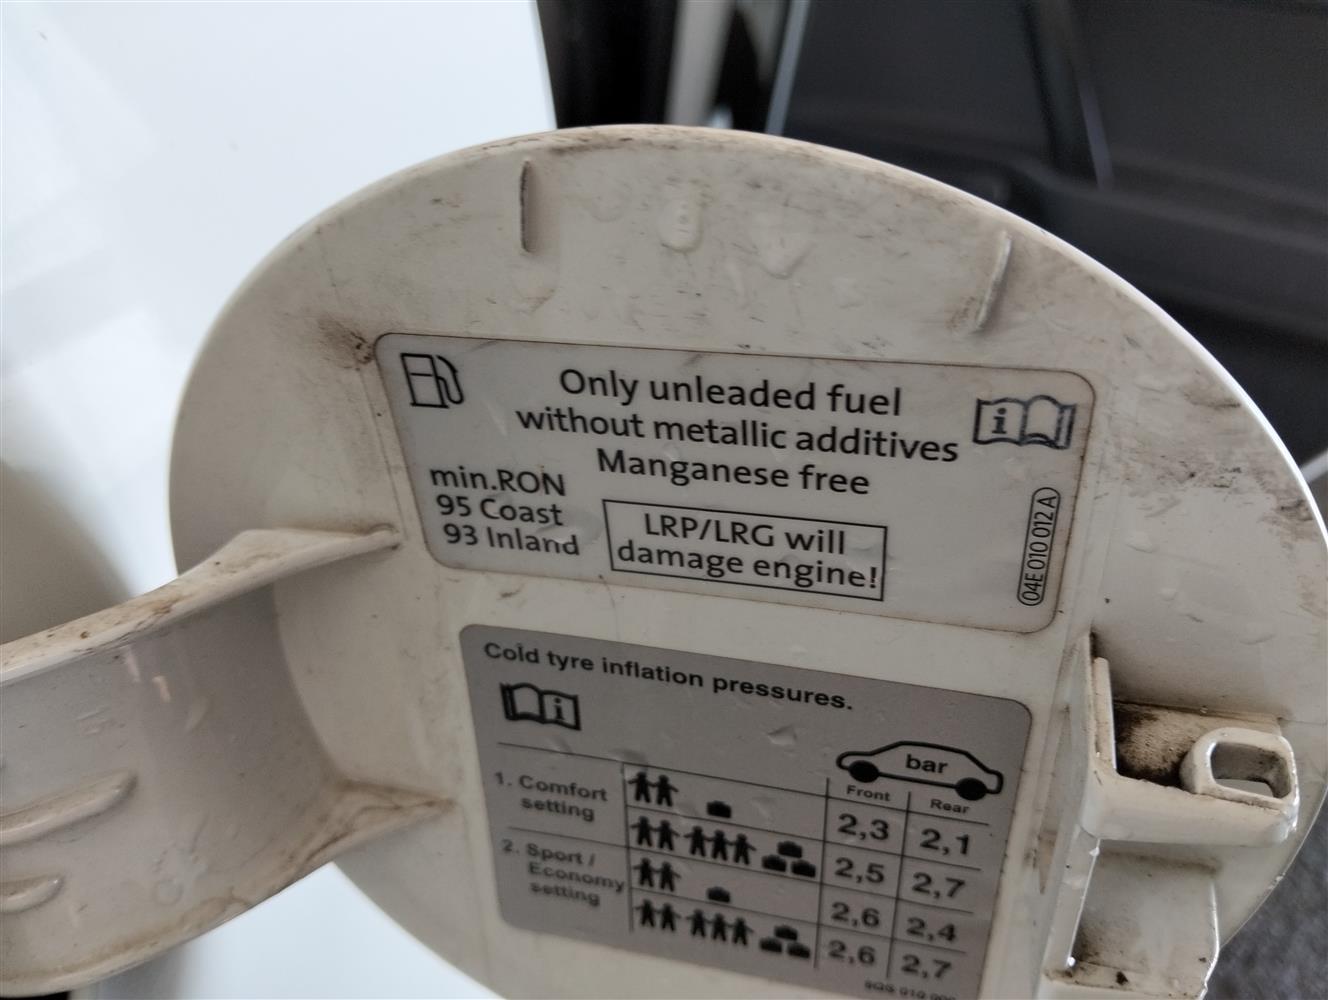 Only unleaded fuel
without metallic additives
Manganese free
min.RON
95 Coast
93 Inland
LRP/LRG will
damage engine!
04E 010 012 A
Cold tyre inflation pressures.
bar
Front Rear
1. Comfort
setting
2,3 2,1
2,5 2,7
2. Sport /
Economy
setting
2,6 2,4
2,6 2,7